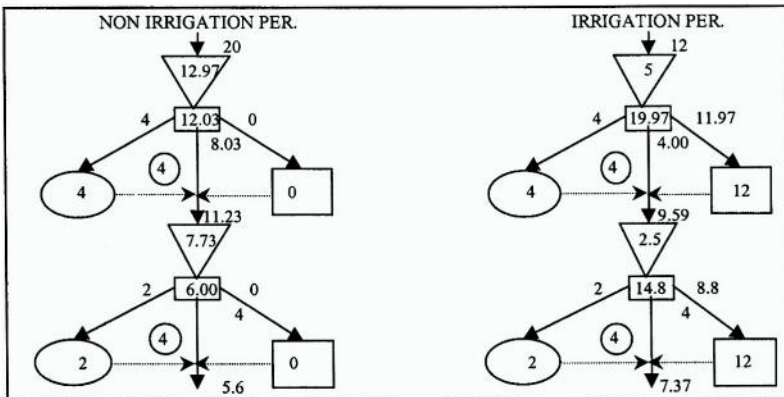 NON IRRIGATION PER. IRRIGATION PER.
20 12
12.97 5
4 12.03 0 4 19.97 11.97
8.03 4.00
4 4
4 0 4 12
11.23 9.59
7.73 2.5
2 6.00 0 2 14.8 8.8
4 4
4 4
2 0 2 12
5.6 7.37